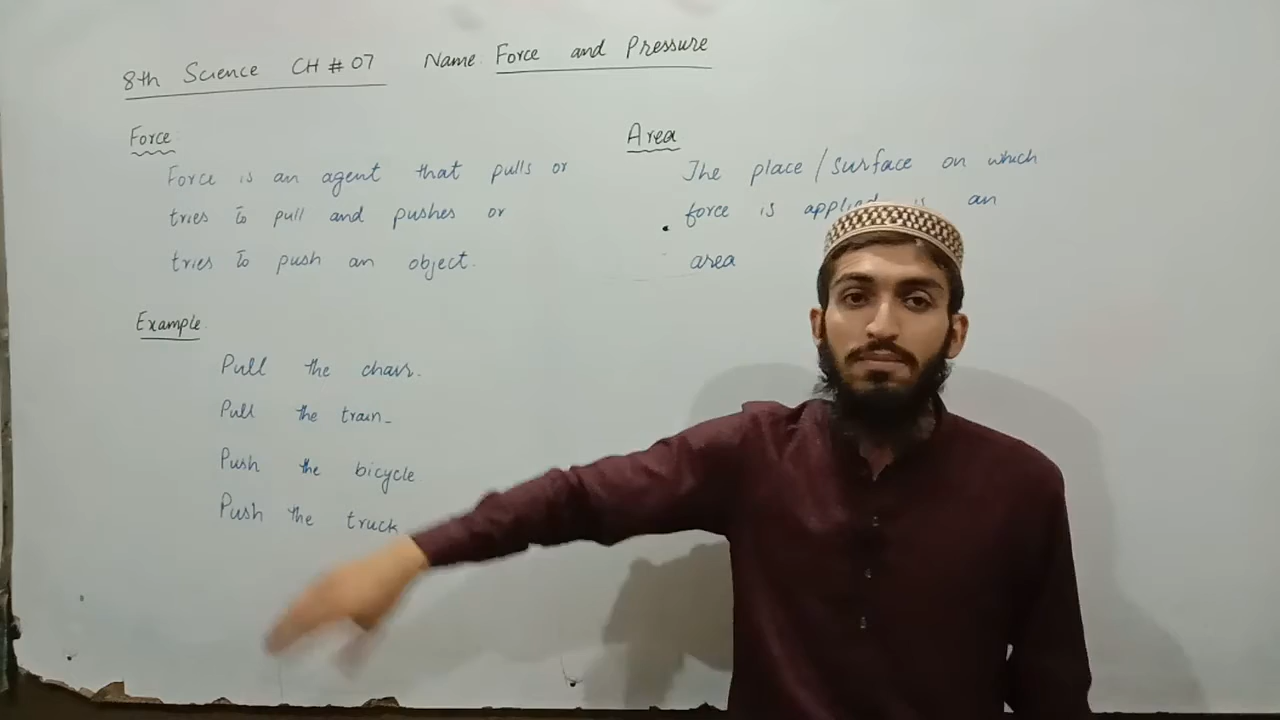 8th Science CH # 07 Name: Force and Pressure
Force
Force is an agent that pulls or
tries to pull and pushes or
tries to push an object.
Example
Pull the chair.
Pull the train.
Push the bicycle
Push the truck
Area
The place/surface on which
force is applied is an
area